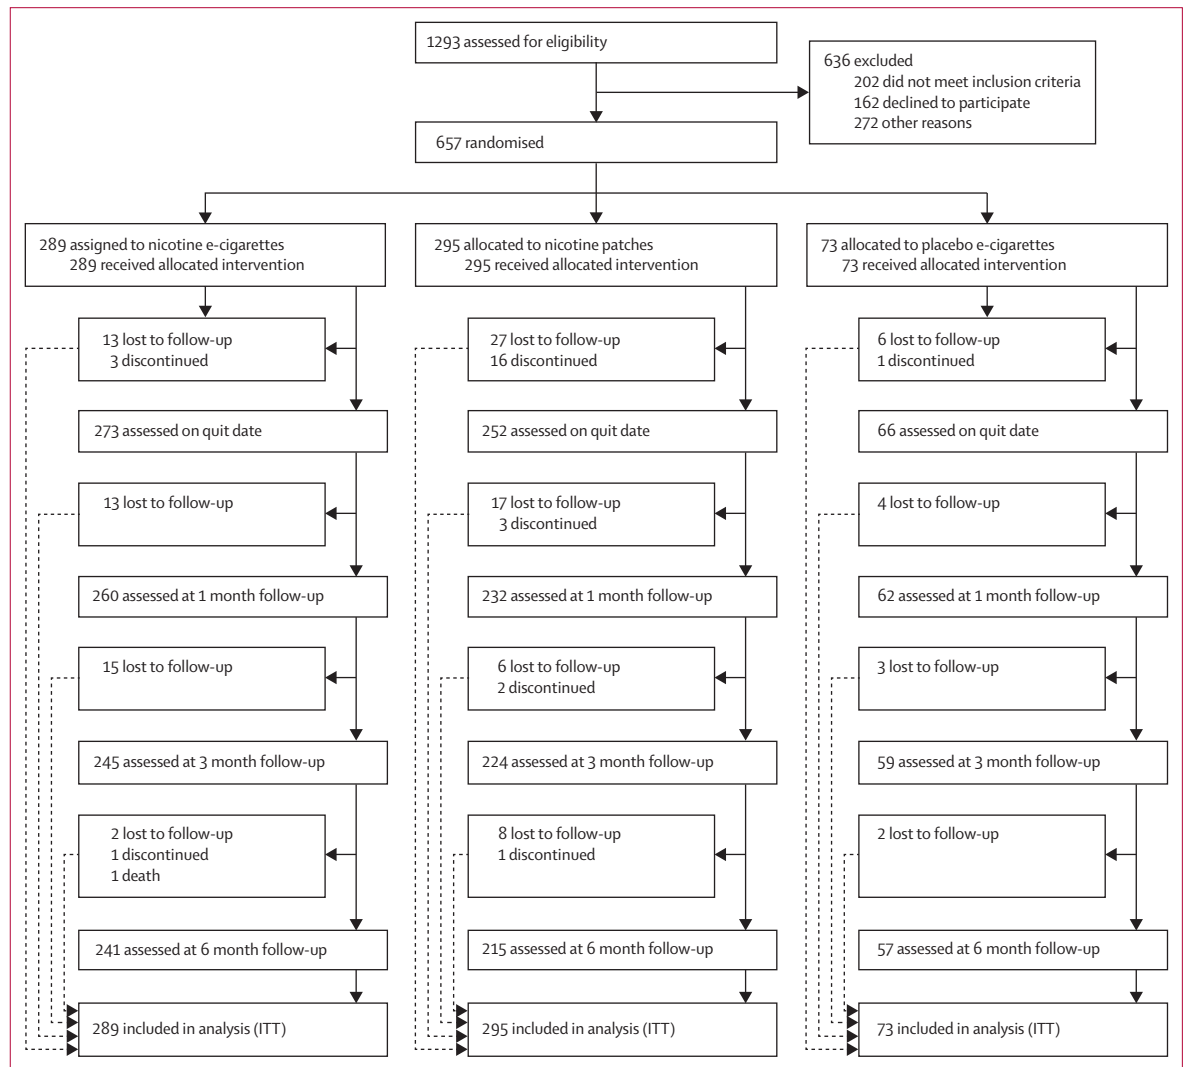 1293 assessed for eligibility
636 excluded
202 did not meet inclusion criteria
162 declined to participate
272 other reasons
657 randomised
289 assigned to nicotine e-cigarettes
289 received allocated intervention
295 allocated to nicotine patches
295 received allocated intervention
73 allocated to placebo e-cigarettes
73 received allocated intervention
13 lost to follow-up
3 discontinued
27 lost to follow-up
16 discontinued
6 lost to follow-up
1 discontinued
273 assessed on quit date
252 assessed on quit date
66 assessed on quit date
13 lost to follow-up
17 lost to follow-up
3 discontinued
4 lost to follow-up
260 assessed at 1 month follow-up
232 assessed at 1 month follow-up
62 assessed at 1 month follow-up
15 lost to follow-up
6 lost to follow-up
2 discontinued
3 lost to follow-up
245 assessed at 3 month follow-up
224 assessed at 3 month follow-up
59 assessed at 3 month follow-up
2 lost to follow-up
1 discontinued
1 death
8 lost to follow-up
1 discontinued
2 lost to follow-up
241 assessed at 6 month follow-up
215 assessed at 6 month follow-up
57 assessed at 6 month follow-up
289 included in analysis (ITT)
295 included in analysis (ITT)
73 included in analysis (ITT)